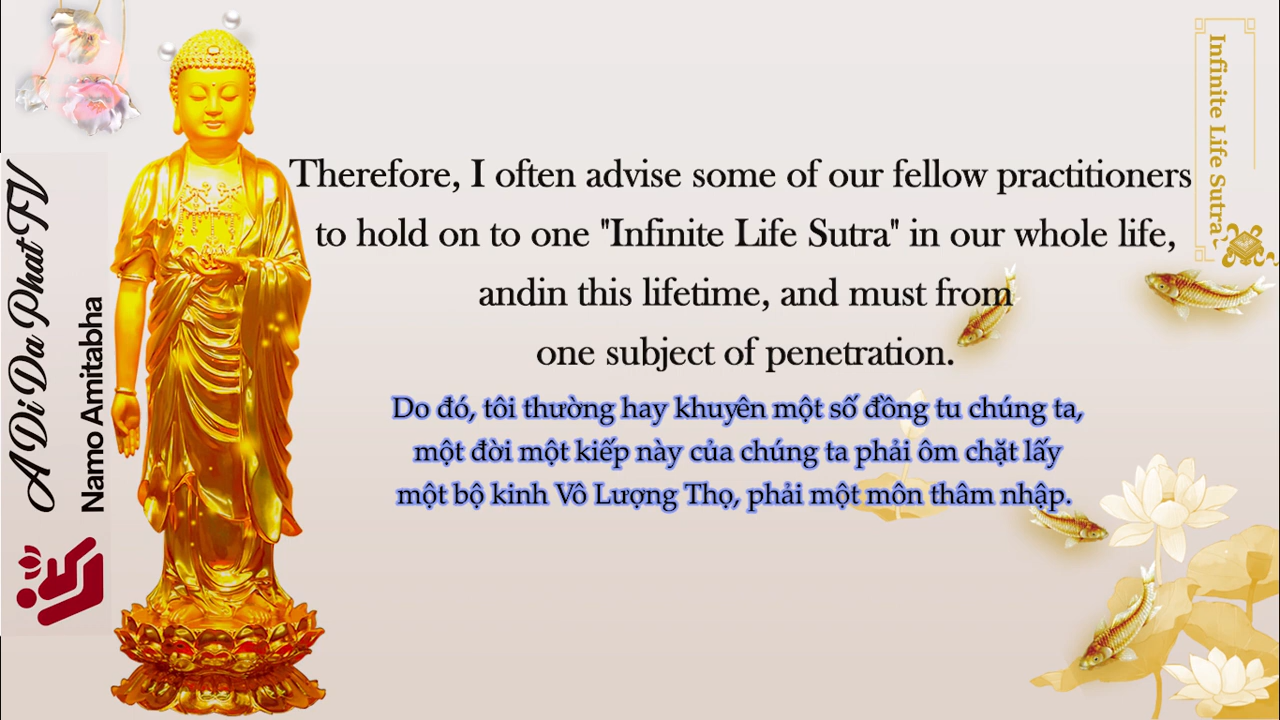 A Di Da Phat TV
Namo Amitabha
Infinite Life Sutra
Therefore, I often advise some of our fellow practitioners
to hold on to one "Infinite Life Sutra" in our whole life,
andin this lifetime, and must from
one subject of penetration.
Do đó, tôi thường hay khuyên một số đồng tu chúng ta,
một đời một kiếp này của chúng ta phải ôm chặt lấy
một bộ kinh Vô Lượng Thọ, phải một môn thâm nhập.